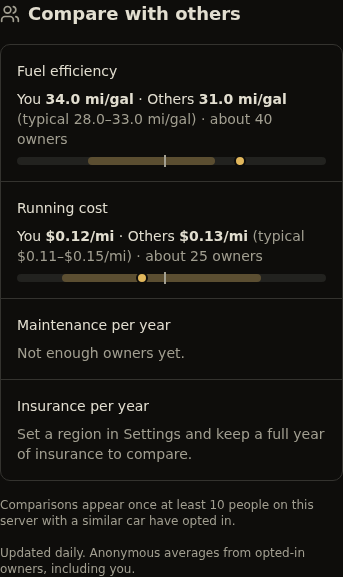 Compare with others
Fuel efficiency
You 34.0 mi/gal · Others 31.0 mi/gal
(typical 28.0–33.0 mi/gal) · about 40
owners
Running cost
You $0.12/mi · Others $0.13/mi (typical
$0.11–$0.15/mi) · about 25 owners
Maintenance per year
Not enough owners yet.
Insurance per year
Set a region in Settings and keep a full year
of insurance to compare.
Comparisons appear once at least 10 people on this
server with a similar car have opted in.
Updated daily. Anonymous averages from opted-in
owners, including you.